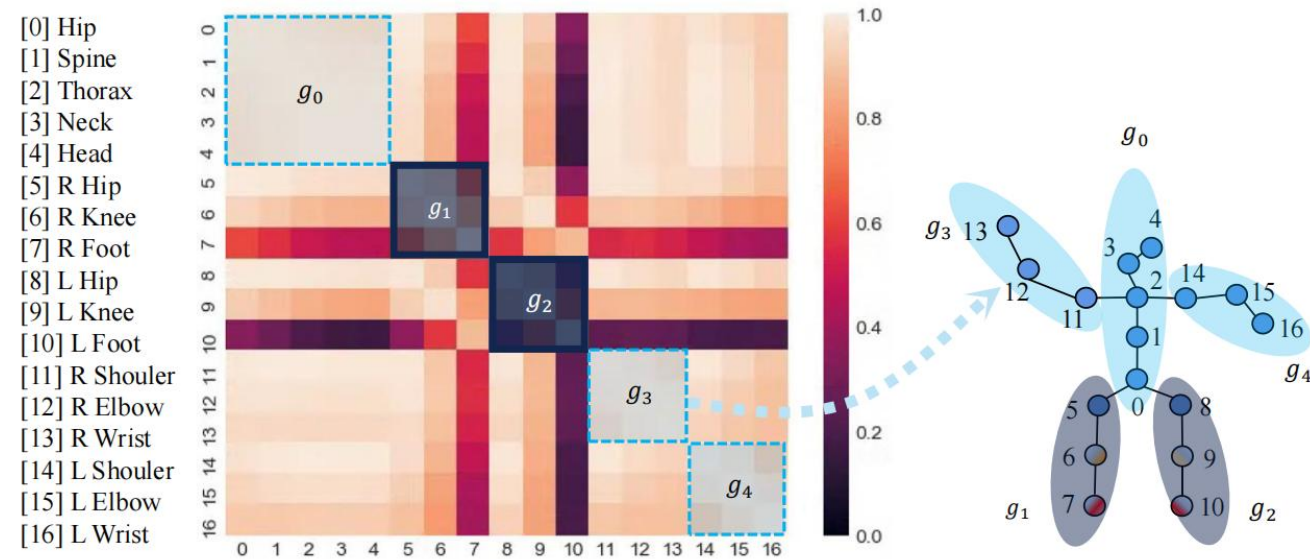 [0] Hip
[1] Spine
[2] Thorax
[3] Neck
[4] Head
[5] R Hip
[6] R Knee
[7] R Foot
[8] L Hip
[9] L Knee
[10] L Foot
[11] R Shouler
[12] R Elbow
[13] R Wrist
[14] L Shouler
[15] L Elbow
[16] L Wrist
0
1
2
3
4
5
6
7
8
9
10
11
12
13
14
15
16
0 1 2 3 4 5 6 7 8 9 10 11 12 13 14 15 16
g0
g1
g2
g3
g4
1.0
0.8
0.6
0.4
0.2
0.0
g0
g3 13
4
3
12
2
14
15
11
16
1
g4
5
0
8
6
9
7
10
g1
g2